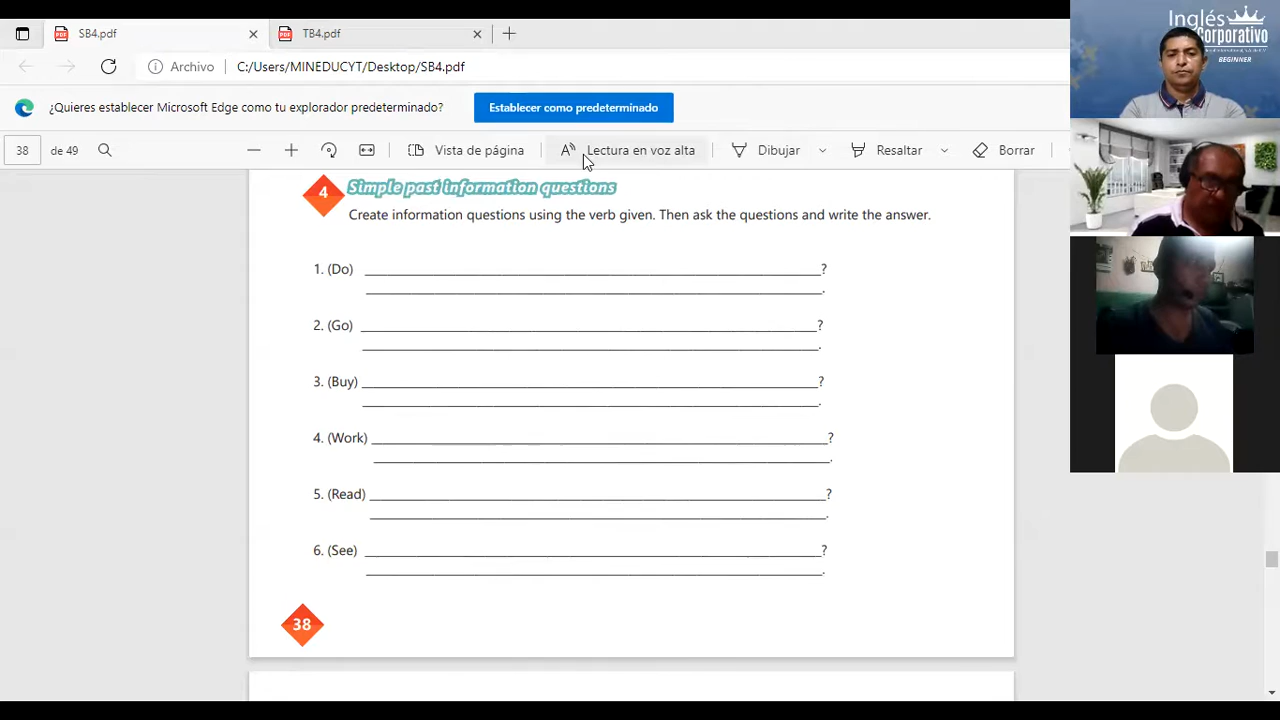 SB4.pdf
TB4.pdf
Archivo
C:/Users/MINEDUCYT/Desktop/SB4.pdf
¿Quieres establecer Microsoft Edge como tu explorador predeterminado?
Establecer como predeterminado
38
de 49
Vista de página
Lectura en voz alta
Dibujar
Resaltar
Borrar
4
Simple past information questions
Create information questions using the verb given. Then ask the questions and write the answer.
1. (Do) ?
.
2. (Go) ?
.
3. (Buy) ?
.
4. (Work) ?
.
5. (Read) ?
.
6. (See) ?
.
38
Inglés
Corporativo
BEGINNER